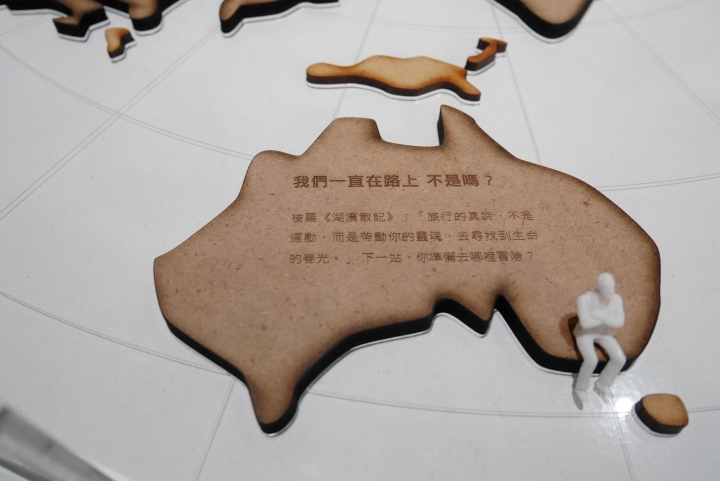 我們一直在路上 不是嗎？
梭羅《湖濱散記》：「旅行的真諦，不是
運動，而是帶動你的靈魂，去尋找到生命
的春光。」下一站，你準備去哪裡冒險？